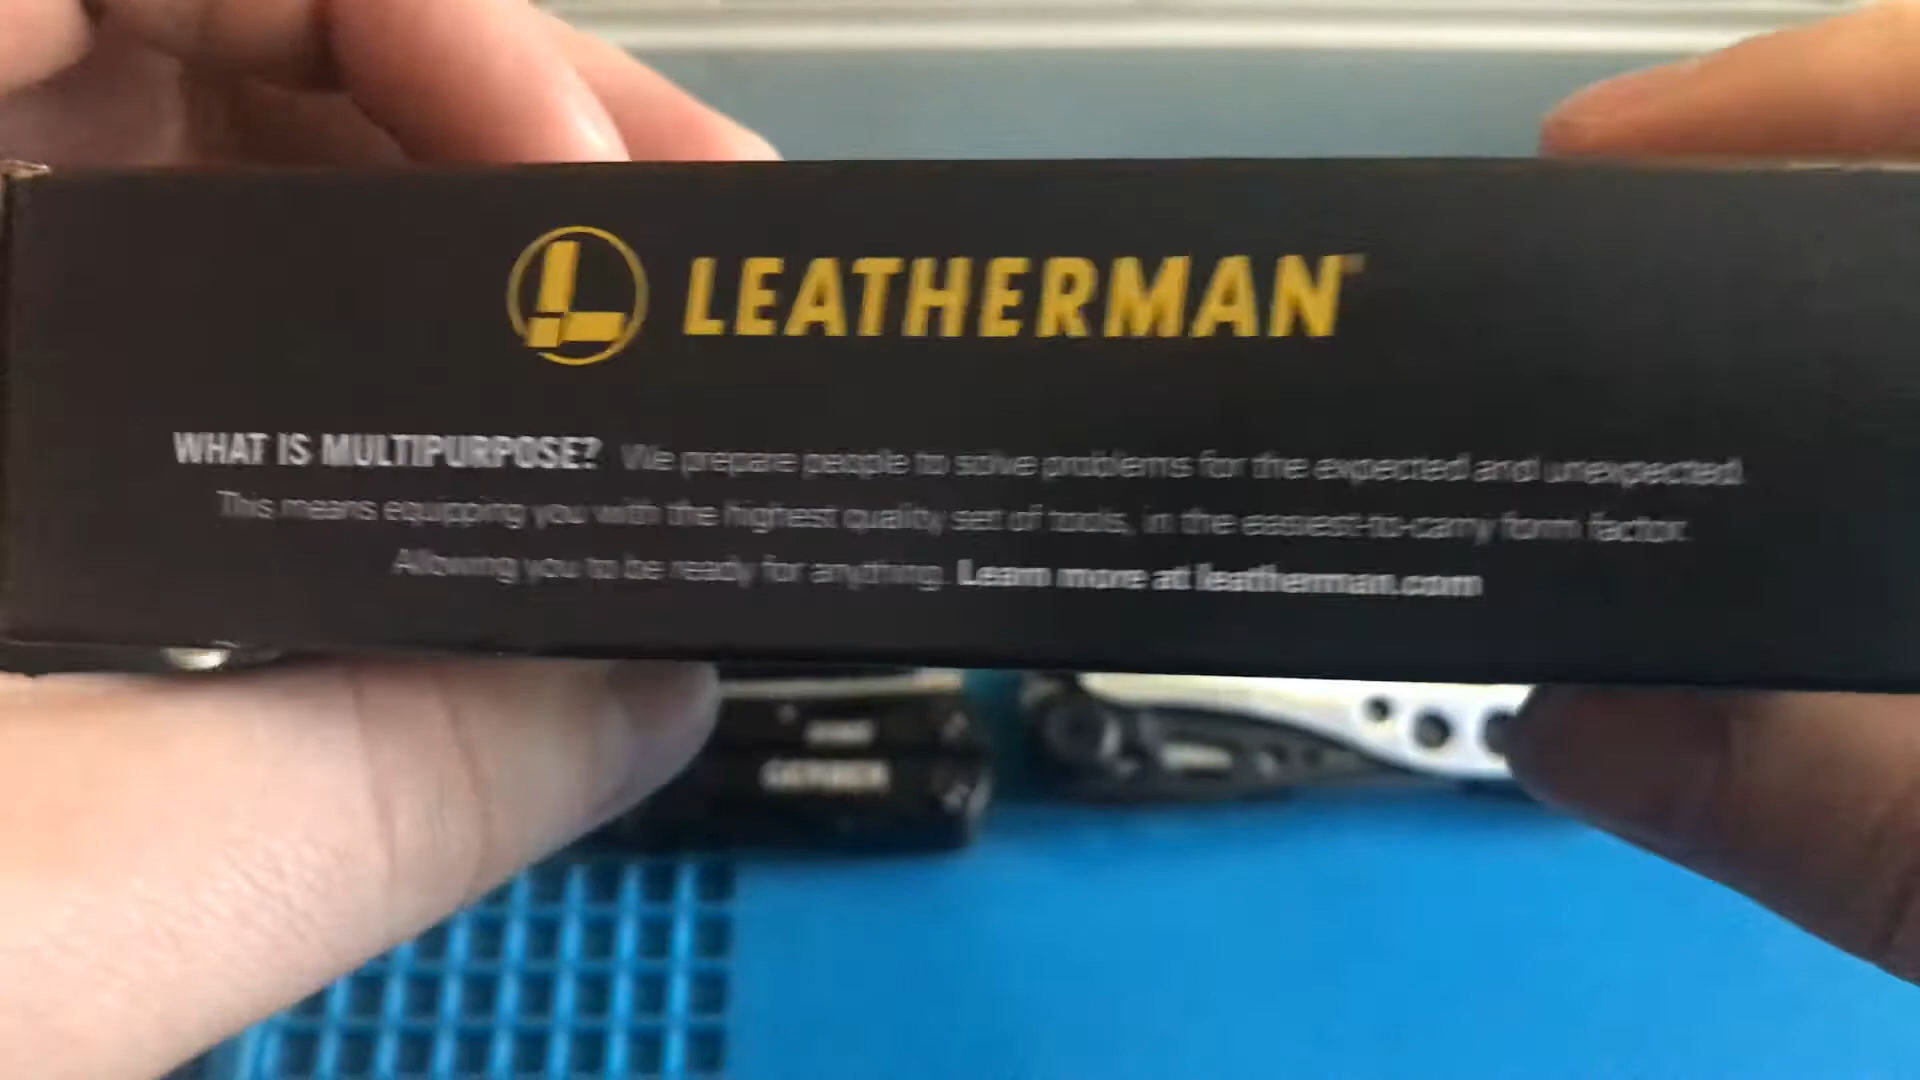 LEATHERMAN
WHAT IS MULTIPURPOSE? We prepare people to solve problems for the expected and unexpected.
This means equipping you with the highest quality set of tools, in the easiest-to-carry form factor.
Allowing you to be ready for anything. Learn more at leatherman.com
GERBER